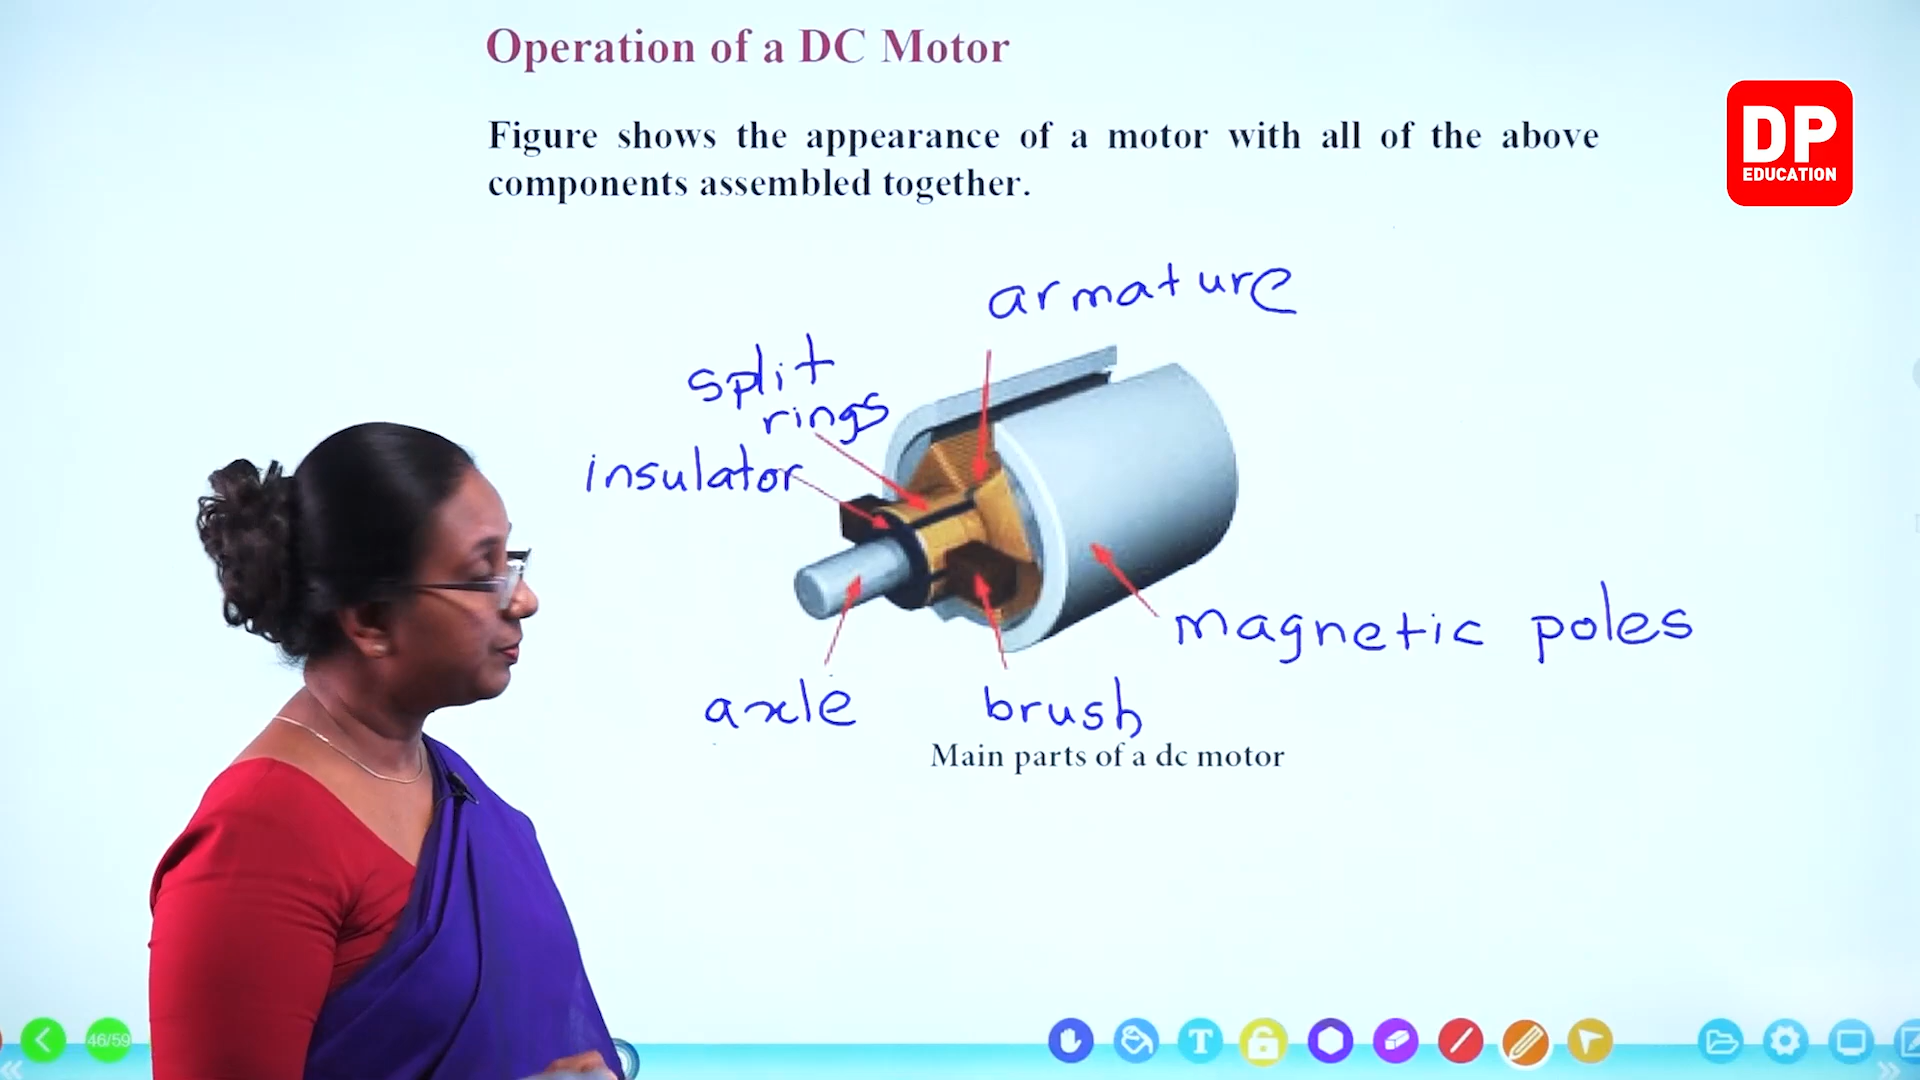 Operation of a DC Motor
DP
EDUCATION
Figure shows the appearance of a motor with all of the above
components assembled together.
armature
split
rings
insulator
magnetic poles
axle
brush
Main parts of a dc motor
46/59
T